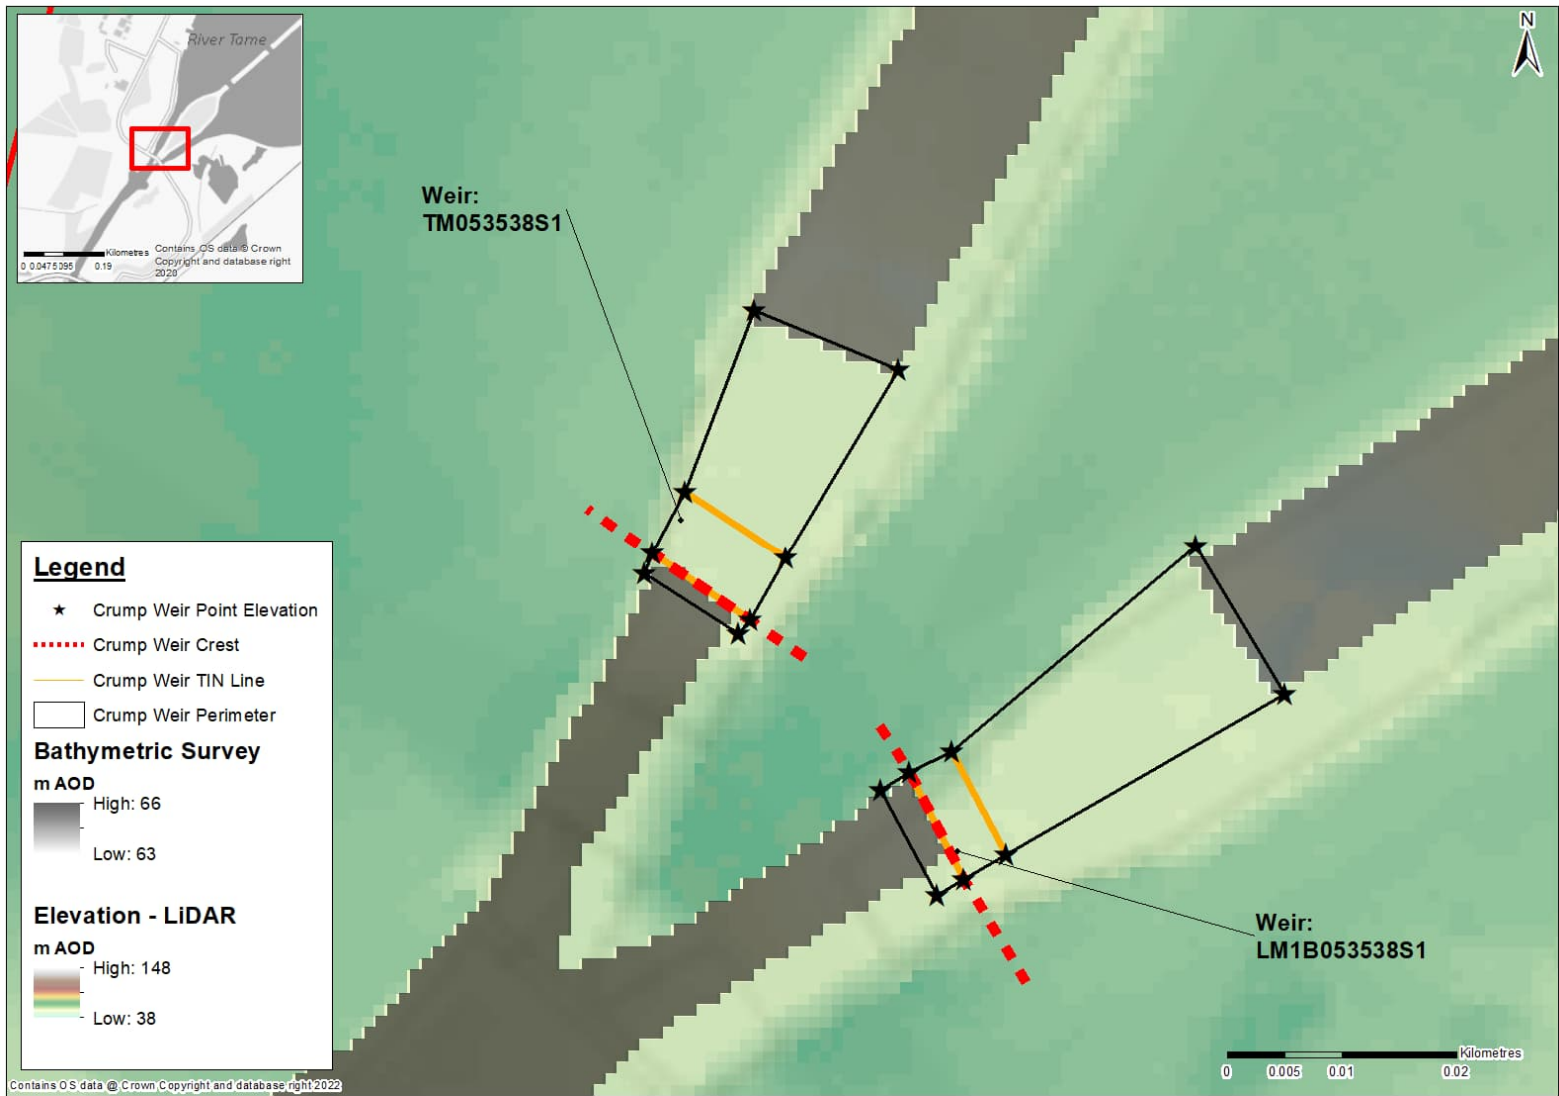 River Tame
Kilometres
0 0.0475095 0.19
Contains OS data © Crown
Copyright and database right
2020
N
Weir:
TM053538S1
Legend
Crump Weir Point Elevation
Crump Weir Crest
Crump Weir TIN Line
Crump Weir Perimeter
Bathymetric Survey
m AOD
High: 66
Low: 63
Elevation - LiDAR
m AOD
High: 148
Low: 38
Weir:
LM1B053538S1
Kilometres
0 0.005 0.01 0.02
Contains OS data @ Crown Copyright and database right 2022